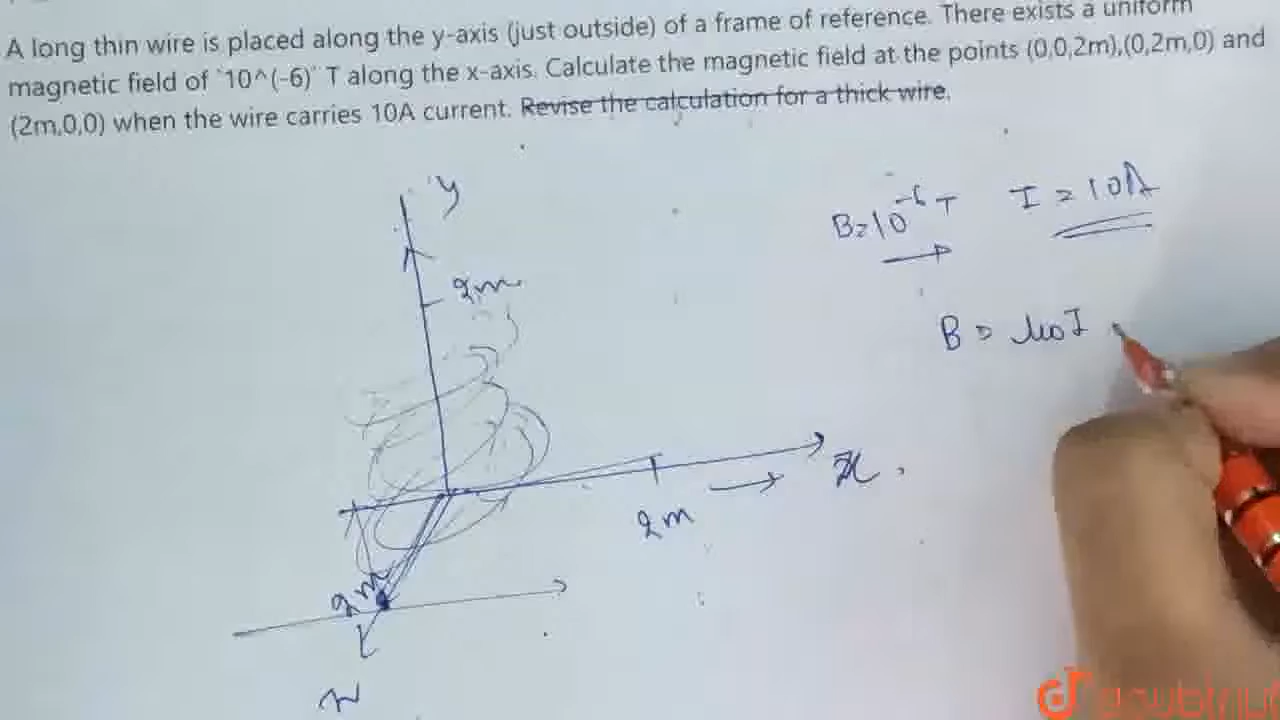 A long thin wire is placed along the y-axis (just outside) of a frame of reference. There exists a uniform
magnetic field of `10^(-6)` T along the x-axis. Calculate the magnetic field at the points (0,0,2m),(0,2m,0) and
(2m,0,0) when the wire carries 10A current. Revise the calculation for a thick wire.
y
B=10^-6 T I = 10A
2m
B = μ0I
x
2m
2m